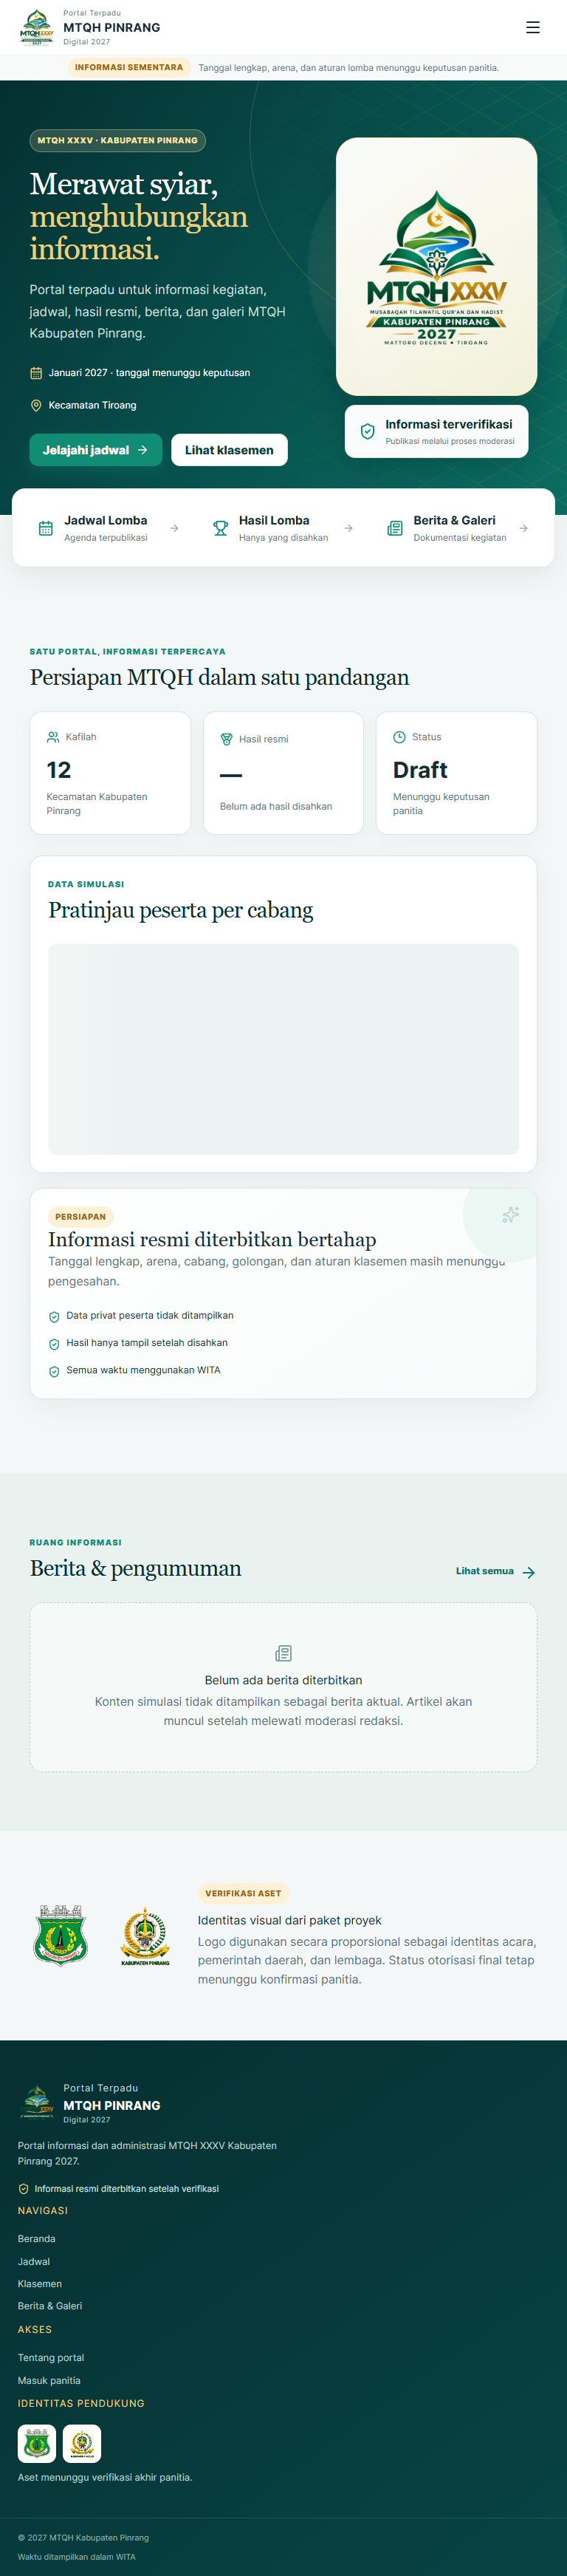 Portal Terpadu
MTQH PINRANG
Digital 2027
INFORMASI SEMENTARA Tanggal lengkap, arena, dan aturan lomba menunggu keputusan panitia.
MTQH XXXV · KABUPATEN PINRANG
Merawat syiar,
menghubungkan
informasi.
Portal terpadu untuk informasi kegiatan,
jadwal, hasil resmi, berita, dan galeri MTQH
Kabupaten Pinrang.
Januari 2027 · tanggal menunggu keputusan
Kecamatan Tiroang
Jelajahi jadwal
Lihat klasemen
MTQH XXXV
MUSABAQAH TILAWATIL QUR'AN DAN HADIST
KABUPATEN PINRANG
2027
MATTORO DECENG • TIROANG
Informasi terverifikasi
Publikasi melalui proses moderasi
Jadwal Lomba
Agenda terpublikasi
Hasil Lomba
Hanya yang disahkan
Berita & Galeri
Dokumentasi kegiatan
SATU PORTAL, INFORMASI TERPERCAYA
Persiapan MTQH dalam satu pandangan
Kafilah
12
Kecamatan Kabupaten
Pinrang
Hasil resmi
—
Belum ada hasil disahkan
Status
Draft
Menunggu keputusan
panitia
DATA SIMULASI
Pratinjau peserta per cabang
PERSIAPAN
Informasi resmi diterbitkan bertahap
Tanggal lengkap, arena, cabang, golongan, dan aturan klasemen masih menunggu
pengesahan.
Data privat peserta tidak ditampilkan
Hasil hanya tampil setelah disahkan
Semua waktu menggunakan WITA
RUANG INFORMASI
Berita & pengumuman
Lihat semua
Belum ada berita diterbitkan
Konten simulasi tidak ditampilkan sebagai berita aktual. Artikel akan
muncul setelah melewati moderasi redaksi.
KABUPATEN PINRANG
VERIFIKASI ASET
Identitas visual dari paket proyek
Logo digunakan secara proporsional sebagai identitas acara,
pemerintah daerah, dan lembaga. Status otorisasi final tetap
menunggu konfirmasi panitia.
Portal Terpadu
MTQH PINRANG
Digital 2027
Portal informasi dan administrasi MTQH XXXV Kabupaten
Pinrang 2027.
Informasi resmi diterbitkan setelah verifikasi
NAVIGASI
Beranda
Jadwal
Klasemen
Berita & Galeri
AKSES
Tentang portal
Masuk panitia
IDENTITAS PENDUKUNG
Aset menunggu verifikasi akhir panitia.
© 2027 MTQH Kabupaten Pinrang
Waktu ditampilkan dalam WITA